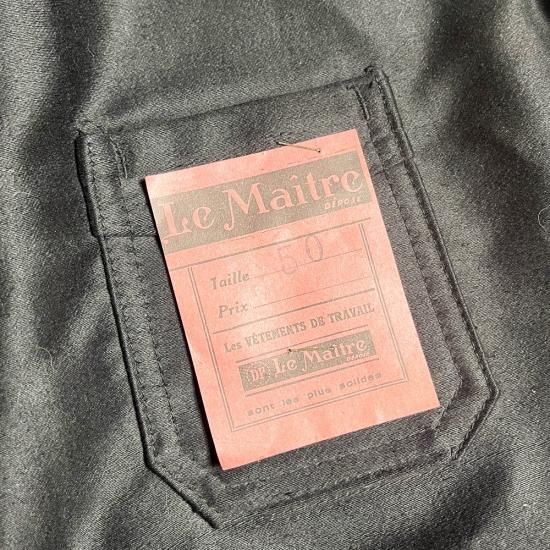 Le Maître
DÉPOSÉ
Taille 50
Prix
Les VÊTEMENTS DE TRAVAIL
Le Maître
DÉPOSÉ
sont les plus solides